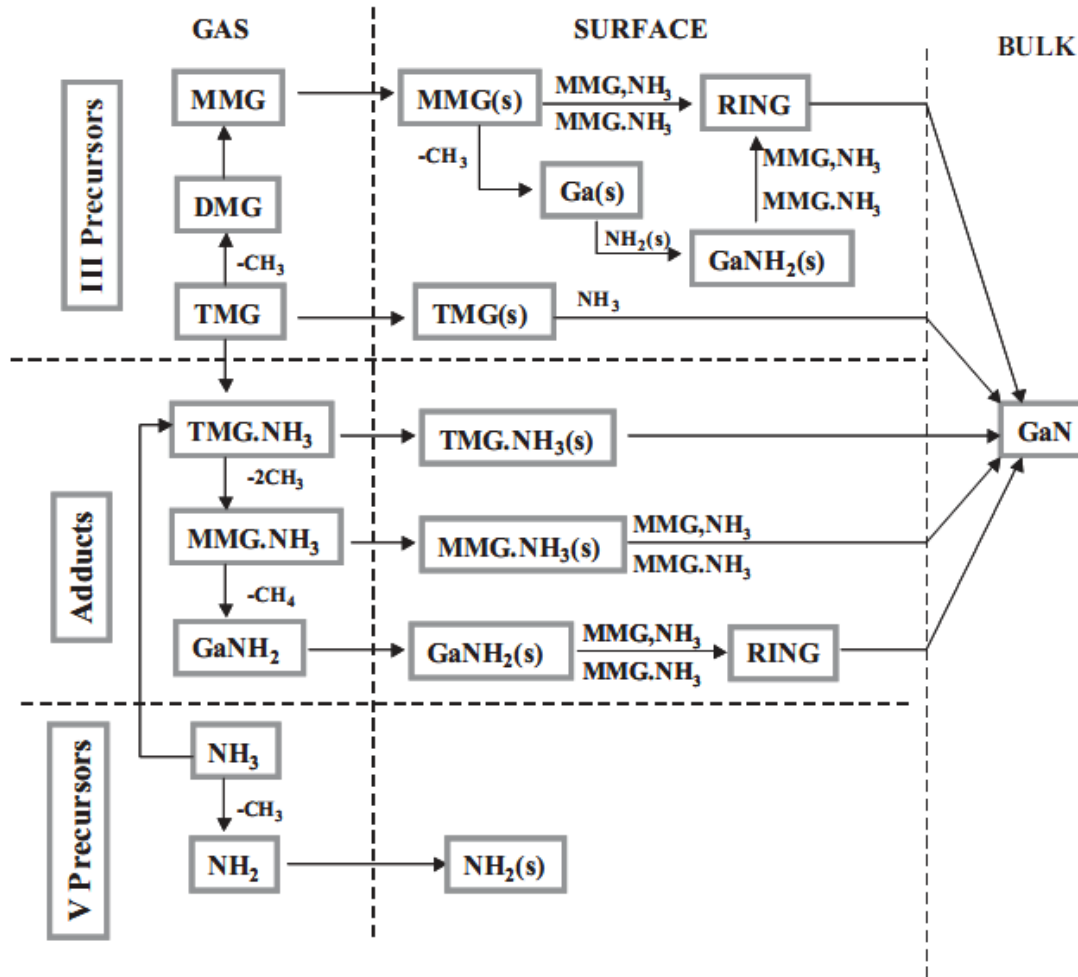 GAS
SURFACE
BULK
III Precursors
MMG
MMG(s)
MMG,NH₃
MMG.NH₃
RING
-CH₃
Ga(s)
MMG,NH₃
MMG.NH₃
DMG
NH₂(s)
GaNH₂(s)
-CH₃
TMG
TMG(s)
NH₃
GaN
Adducts
TMG.NH₃
TMG.NH₃(s)
-2CH₃
MMG.NH₃
MMG.NH₃(s)
MMG,NH₃
MMG.NH₃
-CH₄
GaNH₂
GaNH₂(s)
MMG,NH₃
MMG.NH₃
RING
V Precursors
NH₃
-CH₃
NH₂
NH₂(s)